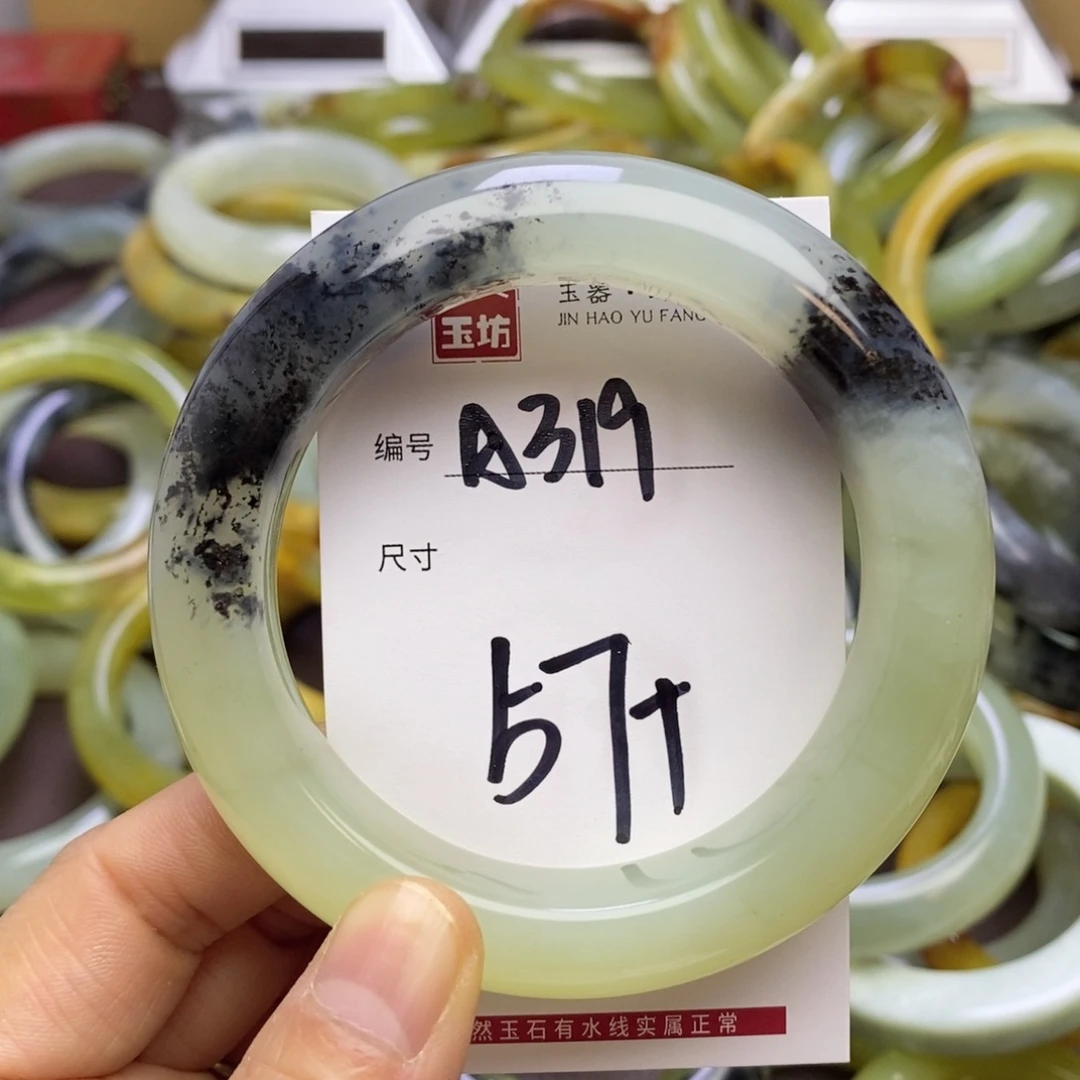 玉器
玉坊
JIN HAO YU FANG
编号 A319
尺寸
57+
然玉石有水线实属正常